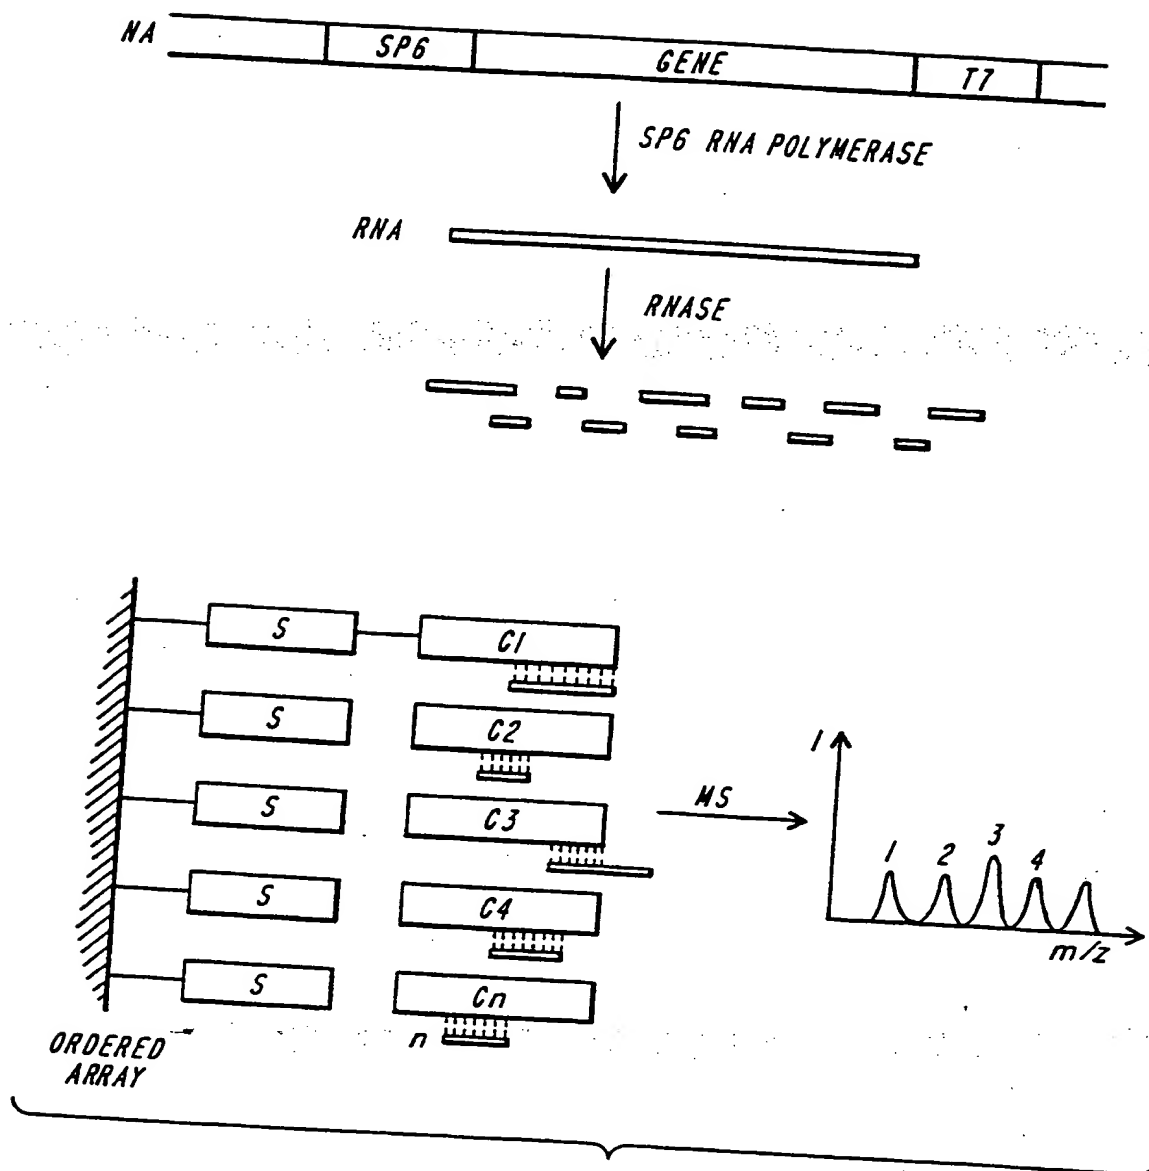 NA
SP6
GENE
T7
SP6 RNA POLYMERASE
RNA
RNASE
S
C1
S
C2
S
C3
S
C4
S
Cn
n
ORDERED
ARRAY
MS
I
1
2
3
4
m/z